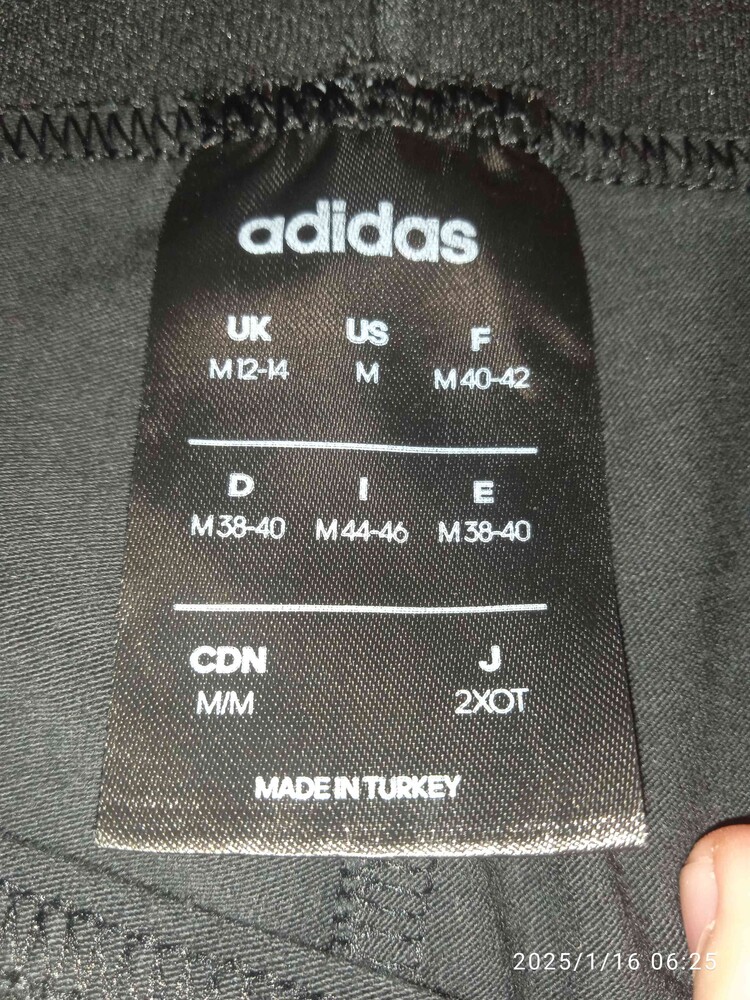 adidas
UK US F
M 12-14 M M 40-42
D I E
M 38-40 M 44-46 M 38-40
CDN J
M/M 2XOT
MADE IN TURKEY
2025/1/16 06:25